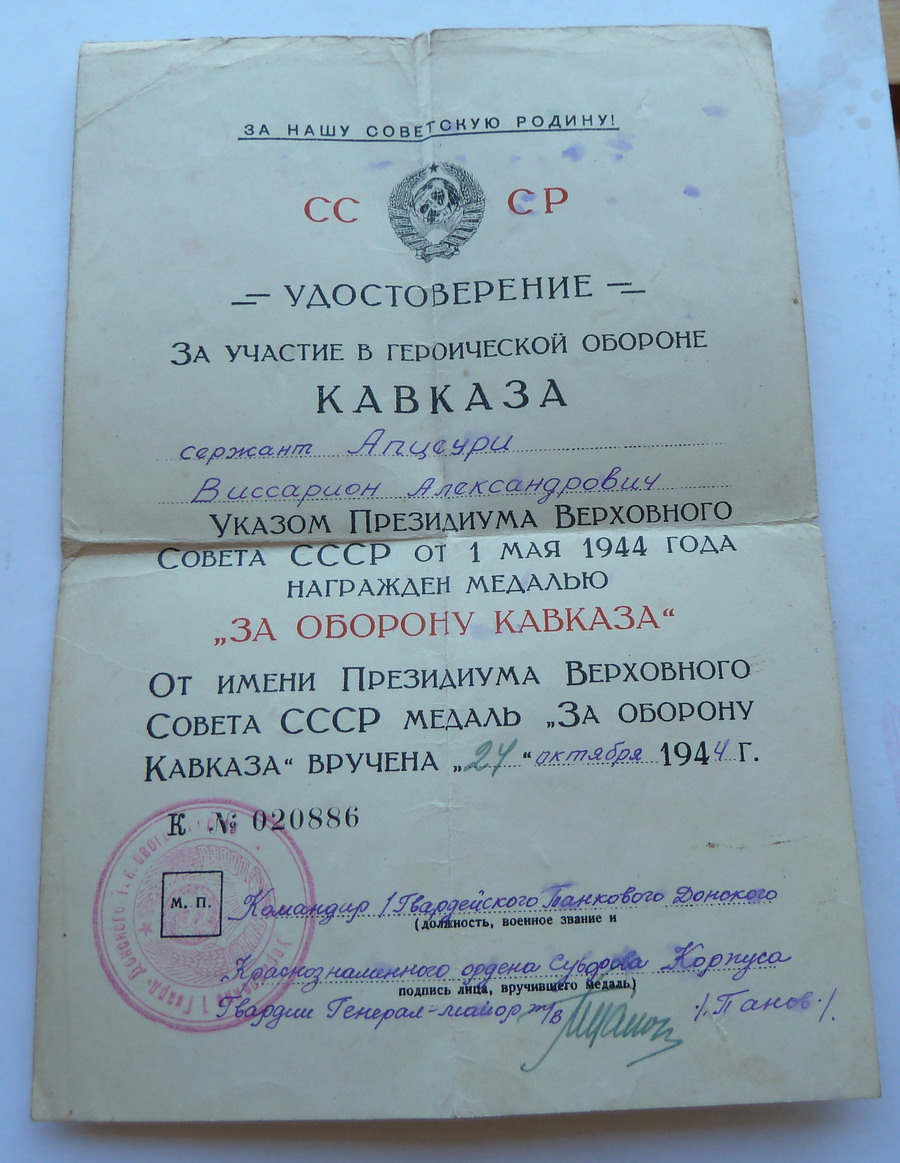 ЗА НАШУ СОВЕТСКУЮ РОДИНУ!
СС СР
УДОСТОВЕРЕНИЕ
ЗА УЧАСТИЕ В ГЕРОИЧЕСКОЙ ОБОРОНЕ
КАВКАЗА
сержант Апцеури
Виссарион Александрович
УКАЗОМ ПРЕЗИДИУМА ВЕРХОВНОГО
СОВЕТА СССР ОТ 1 МАЯ 1944 ГОДА
НАГРАЖДЕН МЕДАЛЬЮ
„ЗА ОБОРОНУ КАВКАЗА“
ОТ ИМЕНИ ПРЕЗИДИУМА ВЕРХОВНОГО
СОВЕТА СССР МЕДАЛЬ „ЗА ОБОРОНУ
КАВКАЗА“ ВРУЧЕНА „24“ октября 1944 Г.
К № 020886
М. П. Командир 1 Гвардейского Танкового Донского
(должность, военное звание и
Краснознаменного ордена Суворова Корпуса
подпись лица, вручившего медаль)
Гвардии Генерал-майор т/в /Панов/.